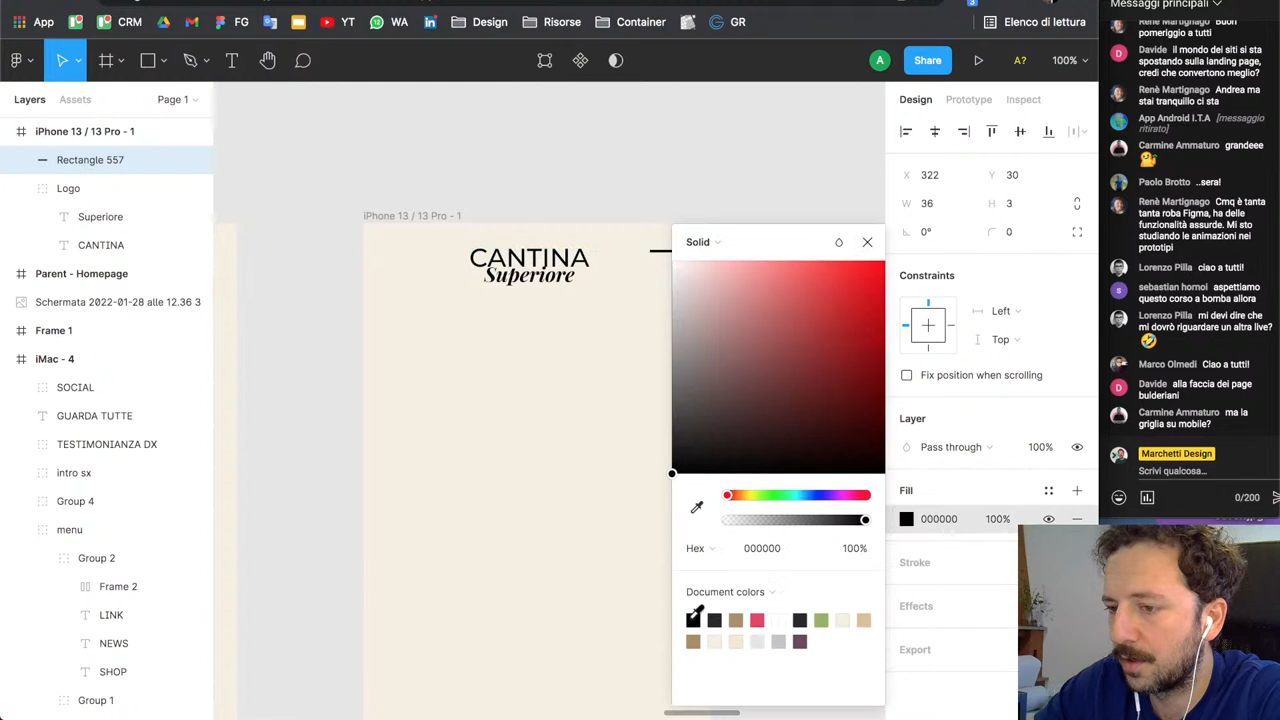 App
CRM
FG
YT
WA
Design
Risorse
Container
GR
Elenco di lettura
T
A
Share
A?
100%
Layers
Assets
Page 1
iPhone 13 / 13 Pro - 1
Rectangle 557
Logo
Superiore
CANTINA
Parent - Homepage
Schermata 2022-01-28 alle 12.36 3
Frame 1
iMac - 4
SOCIAL
GUARDA TUTTE
TESTIMONIANZA DX
intro sx
Group 4
menu
Group 2
Frame 2
LINK
NEWS
SHOP
Group 1
iPhone 13 / 13 Pro - 1
CANTINA
Superiore
Solid
Hex
000000
100%
Document colors
Design
Prototype
Inspect
X 322
Y 30
W 36
H 3
0°
0
Constraints
Left
Top
Fix position when scrolling
Layer
Pass through
100%
Fill
000000
100%
Stroke
Effects
Export
Messaggi principali
Renè Martignago Buon
pomeriggio a tutti
D
Davide il mondo dei siti si sta
spostando sulla landing page,
credi che convertono meglio?
Renè Martignago Andrea ma
stai tranquillo ci sta
App Android I.T.A [messaggio
ritirato]
Carmine Ammaturo grandeee
Paolo Brotto ..sera!
Renè Martignago Cmq è tanta
tanta roba Figma, ha delle
funzionalità assurde. Mi sto
studiando le animazioni nei
prototipi
Lorenzo Pilla ciao a tutti!
s
sebastian hornoi aspettiamo
questo corso a bomba allora
Lorenzo Pilla mi devi dire che
mi dovrò riguardare un altra live?
Marco Olmedi Ciao a tutti!
D
Davide alla faccia dei page
bulderiani
Carmine Ammaturo ma la
griglia su mobile?
Marchetti Design
Scrivi qualcosa...
0/200